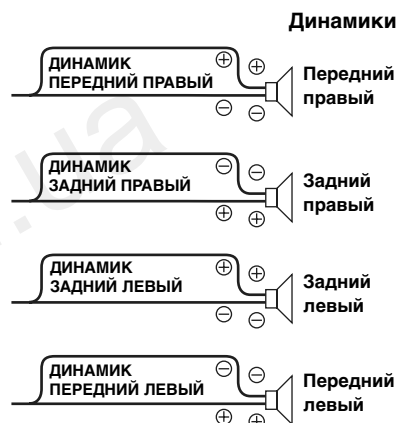 Динамики
ДИНАМИК
ПЕРЕДНИЙ ПРАВЫЙ
⊕ ⊕
⊖ ⊖
Передний
правый
ДИНАМИК
ЗАДНИЙ ПРАВЫЙ
⊖ ⊖
⊕ ⊕
Задний
правый
ДИНАМИК
ЗАДНИЙ ЛЕВЫЙ
⊕ ⊕
⊖ ⊖
Задний
левый
ДИНАМИК
ПЕРЕДНИЙ ЛЕВЫЙ
⊖ ⊖
⊕ ⊕
Передний
левый
.ua